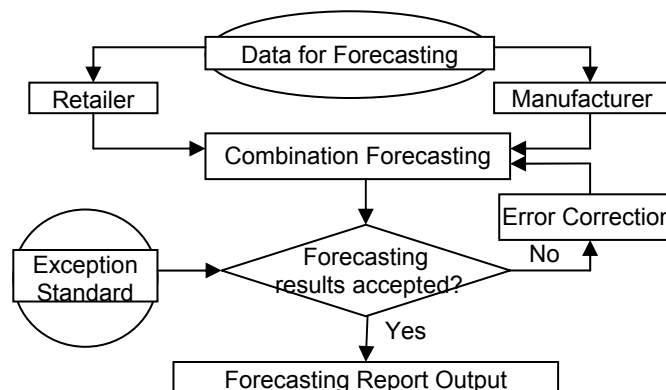 Data for Forecasting
Retailer
Manufacturer
Combination Forecasting
Error Correction
Exception
Standard
Forecasting
results accepted?
No
Yes
Forecasting Report Output